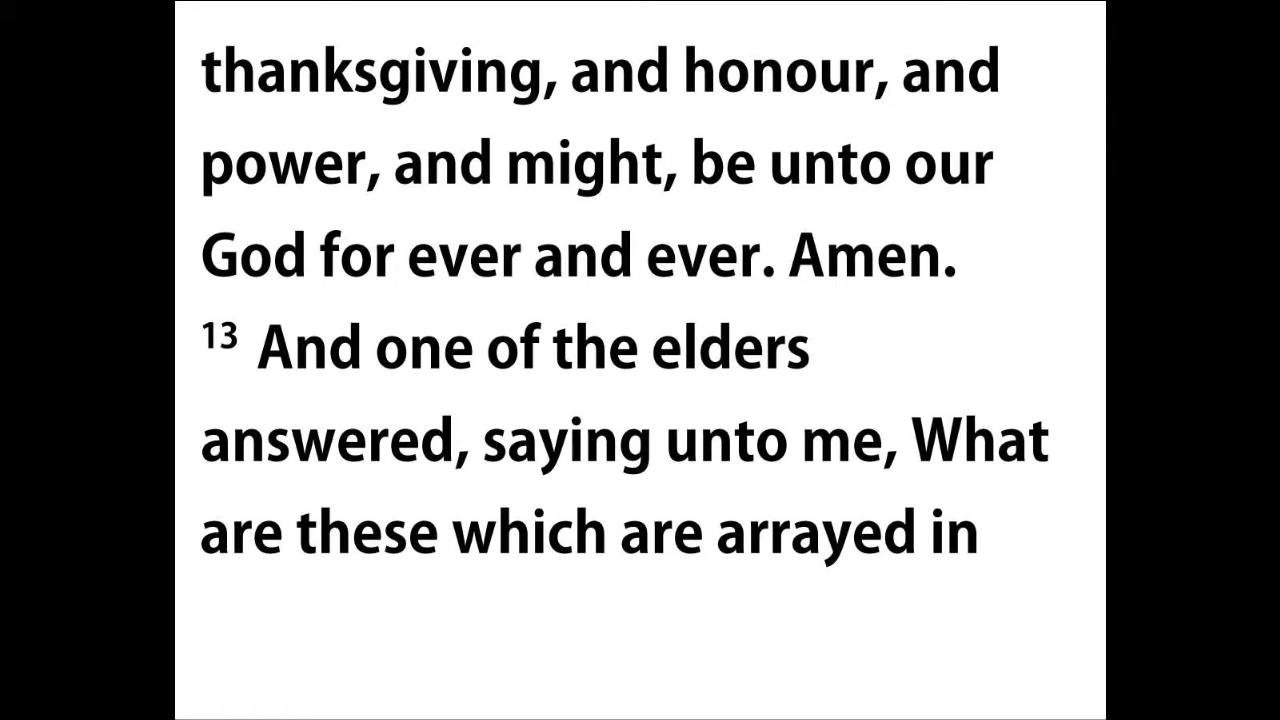 thanksgiving, and honour, and
power, and might, be unto our
God for ever and ever. Amen.
13 And one of the elders
answered, saying unto me, What
are these which are arrayed in